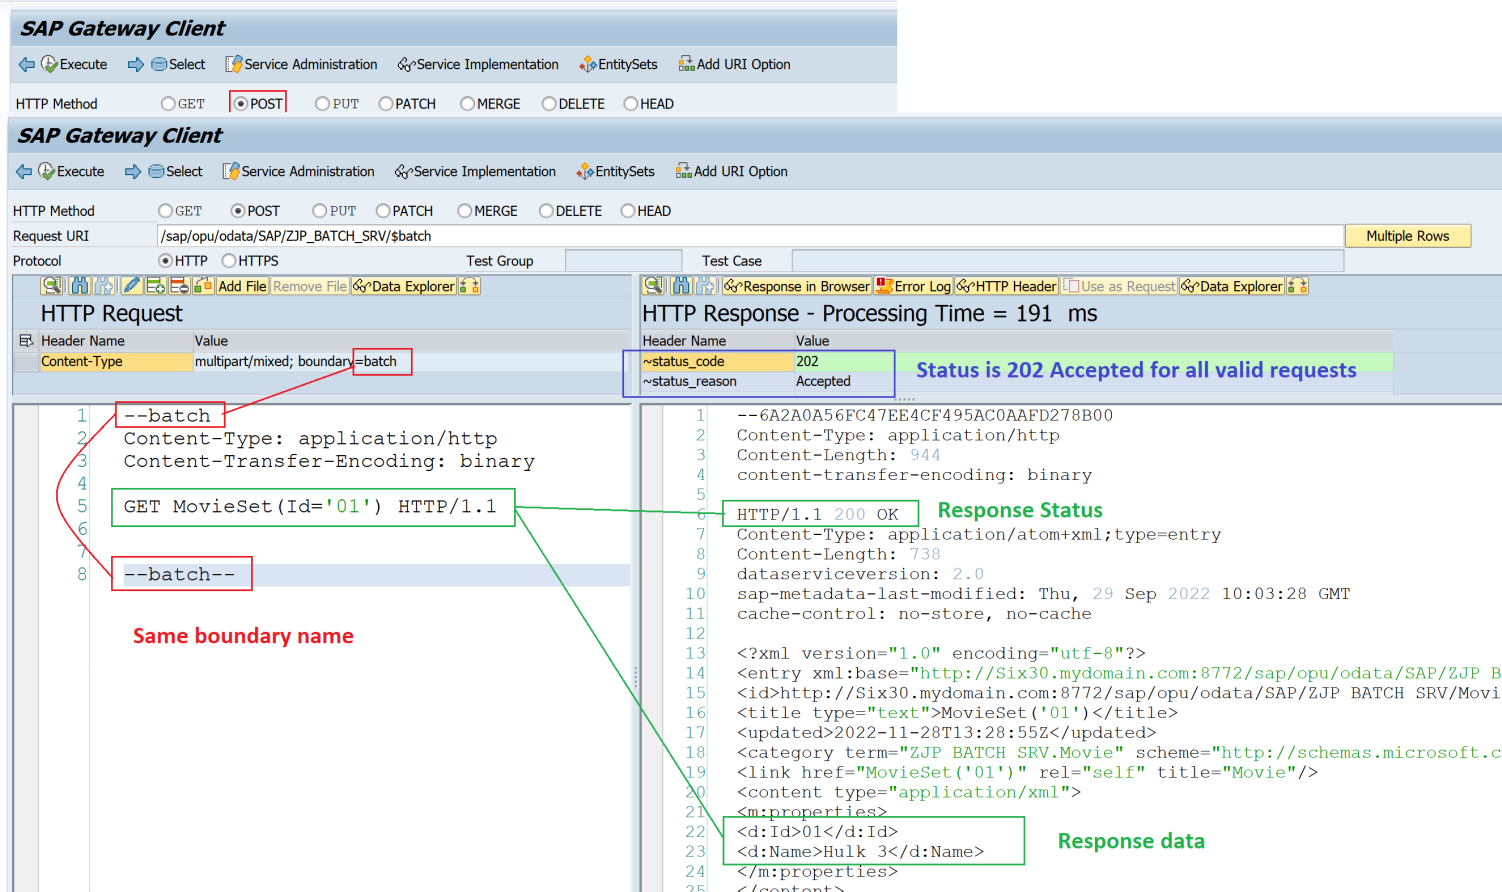 SAP Gateway Client
Execute Select Service Administration Service Implementation EntitySets Add URI Option
HTTP Method GET POST PUT PATCH MERGE DELETE HEAD
SAP Gateway Client
Execute Select Service Administration Service Implementation EntitySets Add URI Option
HTTP Method GET POST PUT PATCH MERGE DELETE HEAD
Request URI /sap/opu/odata/SAP/ZJP_BATCH_SRV/$batch Multiple Rows
Protocol HTTP HTTPS Test Group Test Case
Add File Remove File Data Explorer
HTTP Request
Header Name Value
Content-Type multipart/mixed; boundary=batch
1 --batch
2 Content-Type: application/http
3 Content-Transfer-Encoding: binary
4
5 GET MovieSet(Id='01') HTTP/1.1
6
7
8 --batch--
Same boundary name
Response in Browser Error Log HTTP Header Use as Request Data Explorer
HTTP Response - Processing Time = 191 ms
Header Name Value
~status_code 202
~status_reason Accepted
Status is 202 Accepted for all valid requests
1 --6A2A0A56FC47EE4CF495AC0AAFD278B00
2 Content-Type: application/http
3 Content-Length: 944
4 content-transfer-encoding: binary
5
6 HTTP/1.1 200 OK
Response Status
7 Content-Type: application/atom+xml;type=entry
8 Content-Length: 738
9 dataserviceversion: 2.0
10 sap-metadata-last-modified: Thu, 29 Sep 2022 10:03:28 GMT
11 cache-control: no-store, no-cache
12
13 <?xml version="1.0" encoding="utf-8"?>
14 <entry xml:base="http://Six30.mydomain.com:8772/sap/opu/odata/SAP/ZJP B
15 <id>http://Six30.mydomain.com:8772/sap/opu/odata/SAP/ZJP BATCH SRV/Movi
16 <title type="text">MovieSet('01')</title>
17 <updated>2022-11-28T13:28:55Z</updated>
18 <category term="ZJP BATCH SRV.Movie" scheme="http://schemas.microsoft.c
19 <link href="MovieSet('01')" rel="self" title="Movie"/>
20 <content type="application/xml">
21 <m:properties>
22 <d:Id>01</d:Id>
23 <d:Name>Hulk 3</d:Name>
Response data
24 </m:properties>
25 </content>